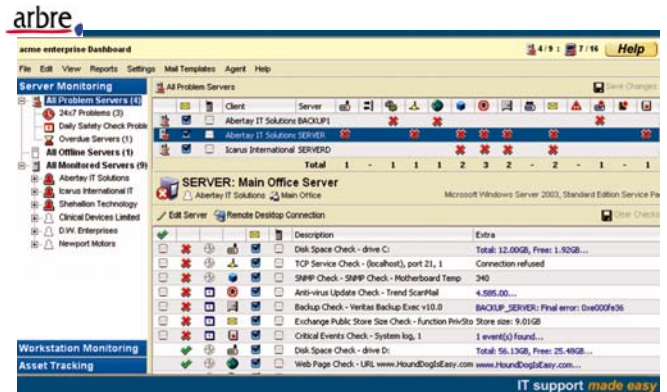 arbre
acme enterprise Dashboard
4/9 : 7/16 Help
File Edit View Reports Settings Mail Templates Agent Help
Server Monitoring
All Problem Servers (4)
24x7 Problems (3)
Daily Safety Check Proble
Overdue Servers (1)
All Offline Servers (1)
All Monitored Servers (9)
Abertay IT Solutions
Icarus International IT
Shehallion Technology
Clinical Devices Limited
D.W. Enterprises
Newport Motors
Workstation Monitoring
Asset Tracking
All Problem Servers
Save Changes
Client Server
Abertay IT Solutions BACKUP1
Abertay IT Solutions SERVER
Icarus International SERVERD
Total 1 - 1 1 1 2 3 2 - 2 - 1 - 1
SERVER: Main Office Server
Abertay IT Solutions Main Office
Microsoft Windows Server 2003, Standard Edition Service Pa
Edit Server Remote Desktop Connection
Clear Checks
Description Extra
Disk Space Check - drive C: Total: 12.00GB, Free: 1.92GB...
TCP Service Check - (localhost), port 21, 1 Connection refused
SNMP Check - SNMP Check - Motherboard Temp 340
Anti-virus Update Check - Trend ScanMail 4.585.00...
Backup Check - Veritas Backup Exec v10.0 BACKUP_SERVER: Final error: 0xe000fe36
Exchange Public Store Size Check - function PrivSto Store size: 9.01GB
Critical Events Check - System log, 1 1 event(s) found...
Disk Space Check - drive D: Total: 56.13GB, Free: 25.48GB...
Web Page Check - URL www.HoundDogIsEasy.com www.HoundDogIsEasy.com...
IT support made easy